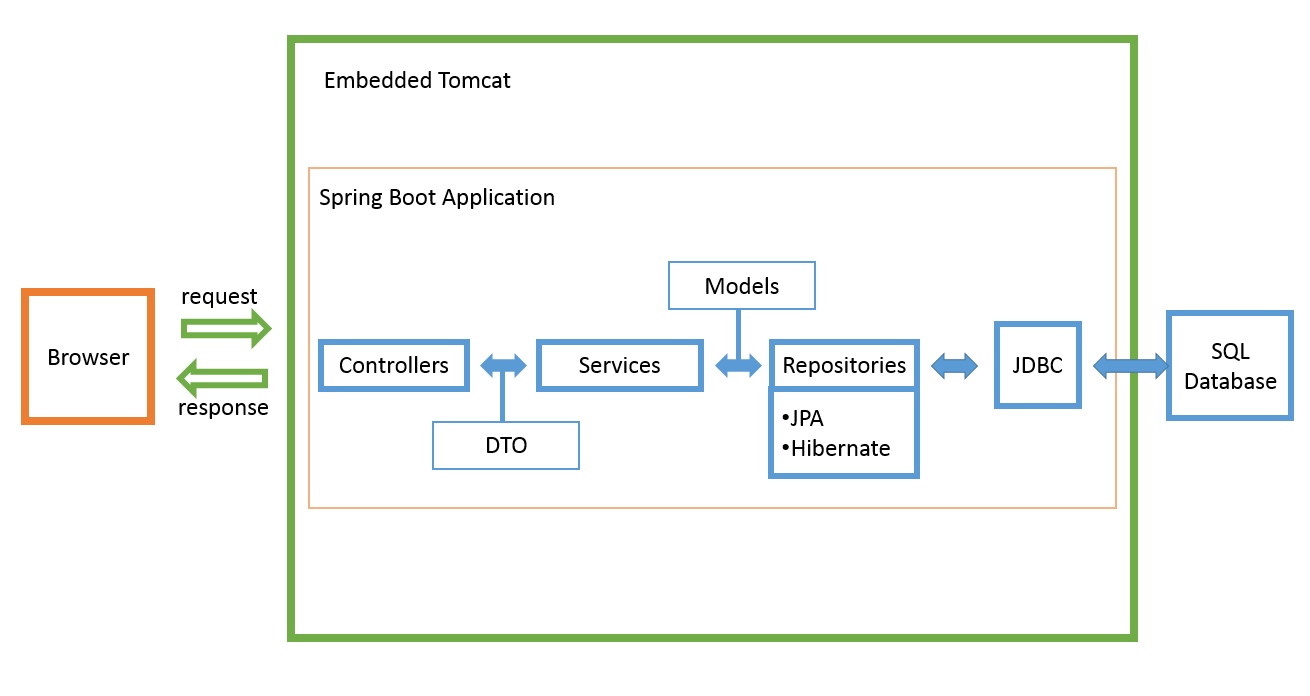 Embedded Tomcat
Spring Boot Application
Models
request
Browser
response
Controllers
Services
Repositories
•JPA
•Hibernate
DTO
JDBC
SQL
Database